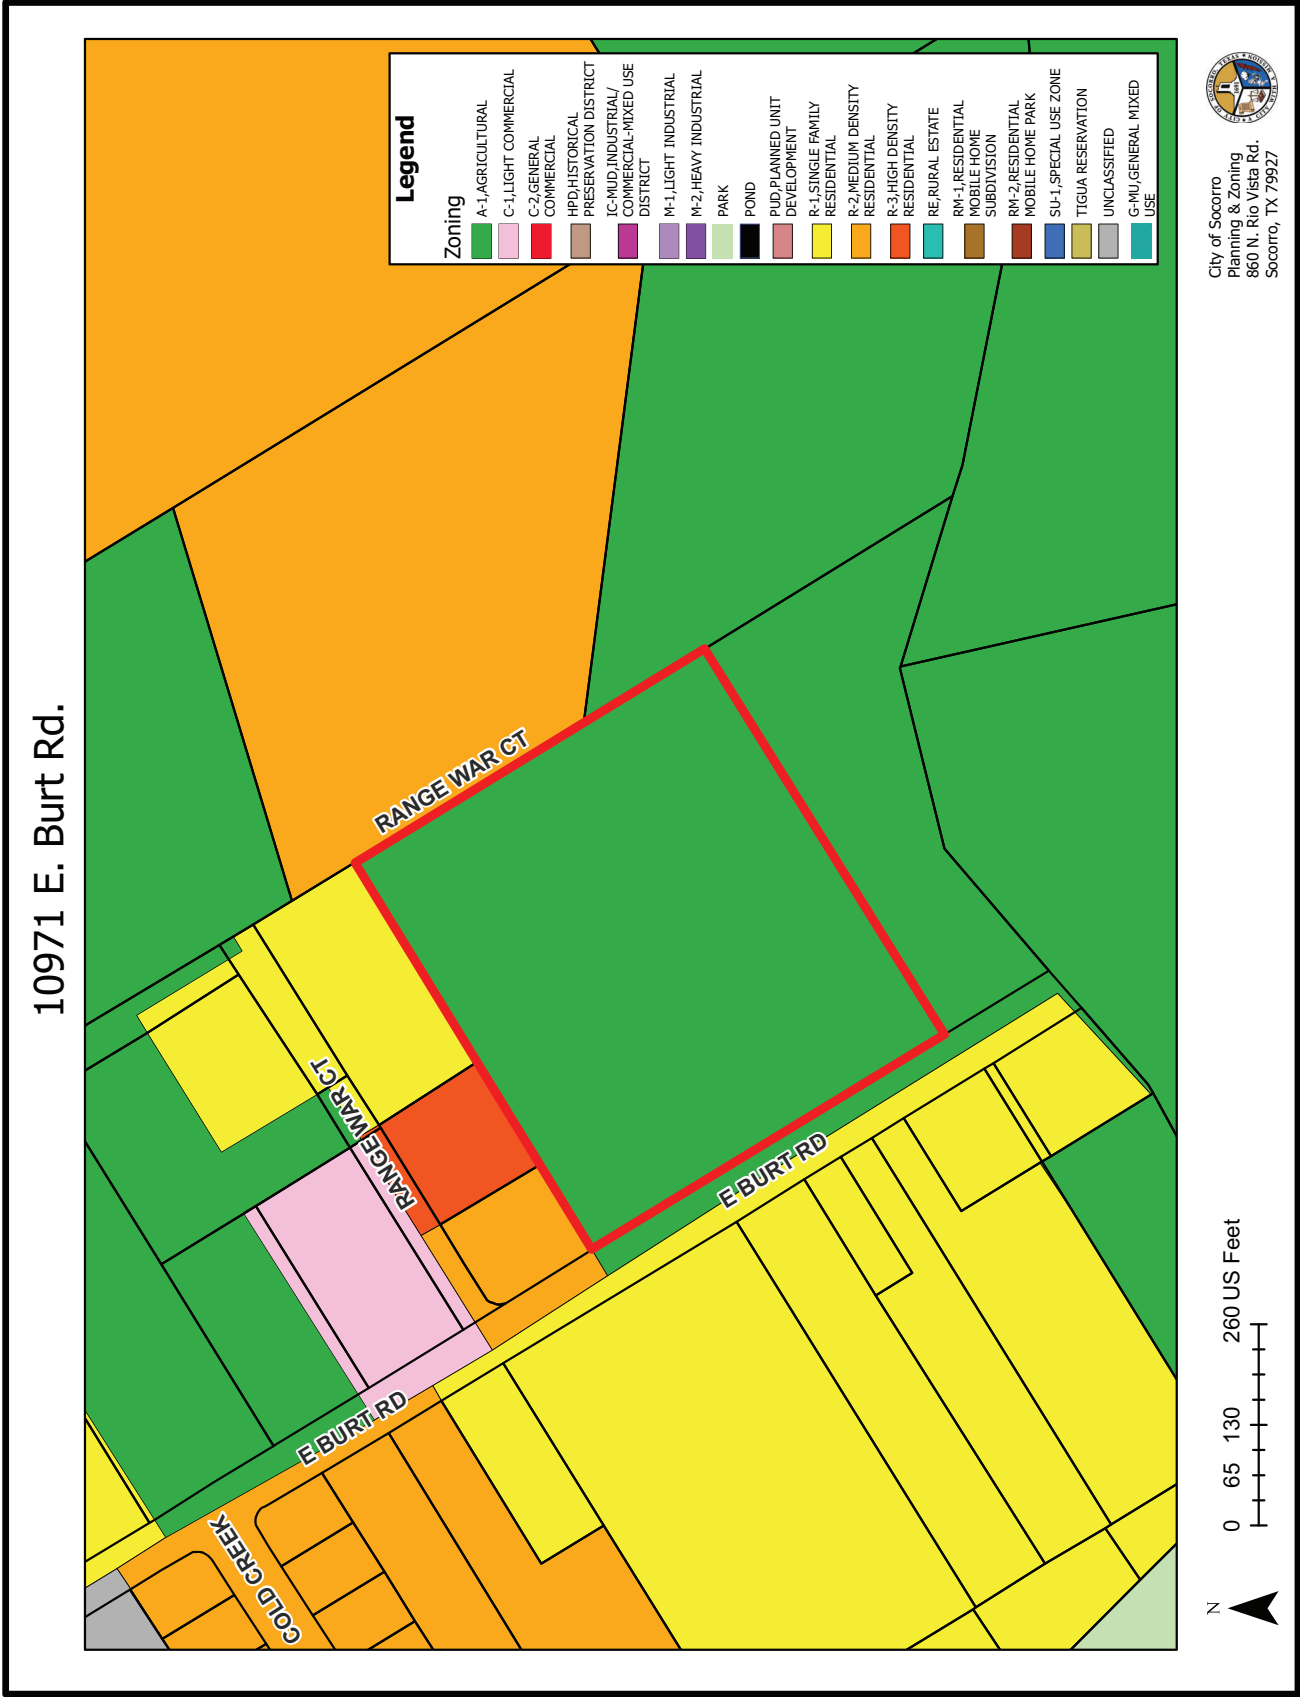 10971 E. Burt Rd.
Legend
Zoning
A-1,AGRICULTURAL
C-1,LIGHT COMMERCIAL
C-2,GENERAL
COMMERCIAL
HPD,HISTORICAL
PRESERVATION DISTRICT
IC-MUD,INDUSTRIAL/
COMMERCIAL-MIXED USE
DISTRICT
M-1,LIGHT INDUSTRIAL
M-2,HEAVY INDUSTRIAL
PARK
POND
PUD,PLANNED UNIT
DEVELOPMENT
R-1,SINGLE FAMILY
RESIDENTIAL
R-2,MEDIUM DENSITY
RESIDENTIAL
R-3,HIGH DENSITY
RESIDENTIAL
RE,RURAL ESTATE
RM-1,RESIDENTIAL
MOBILE HOME
SUBDIVISION
RM-2,RESIDENTIAL
MOBILE HOME PARK
SU-1,SPECIAL USE ZONE
TIGUA RESERVATION
UNCLASSIFIED
G-MU,GENERAL MIXED
USE
RANGE WAR CT
RANGE WAR CT
E BURT RD
E BURT RD
COLD CREEK
N
0 65 130 260 US Feet
City of Socorro
Planning & Zoning
860 N. Rio Vista Rd.
Socorro, TX 79927